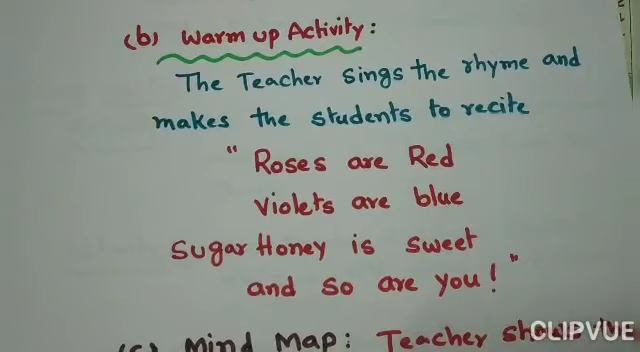 (b) Warm up Activity:
The Teacher sings the rhyme and
makes the students to recite
" Roses are Red
Violets are blue
Sugar Honey is sweet
and so are you! "
(c) Mind Map: Teacher shows
CLIPVUE